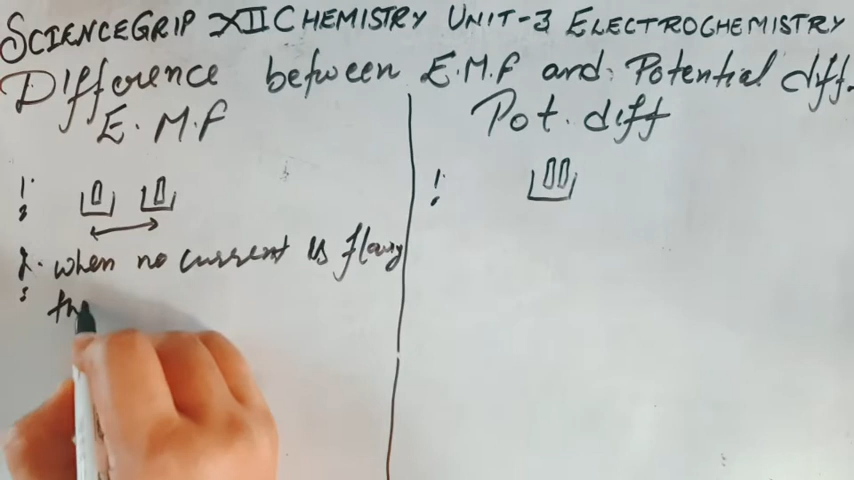 SCIENCEGRIP XII CHEMISTRY UNIT-3 ELECTROCHEMISTRY
Difference between E.M.F and Potential diff.
E.M.F
Pot. diff
1.
1.
2. when no current is flowing
th